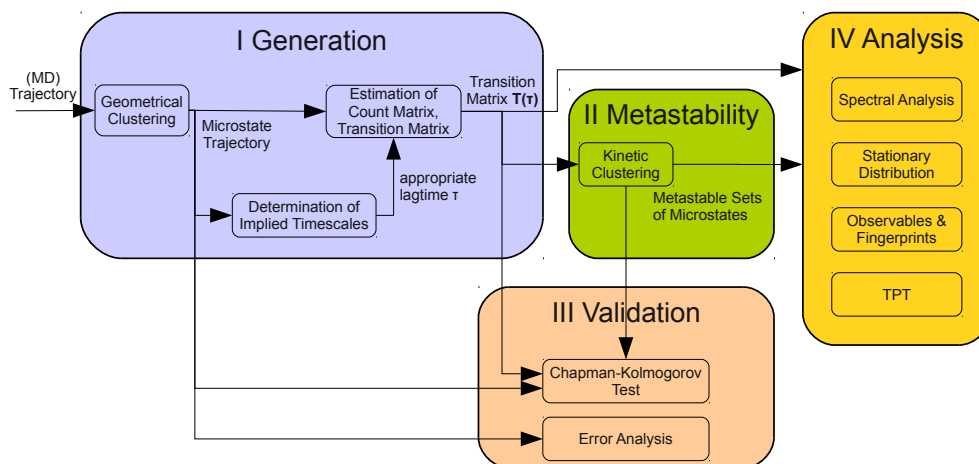 I Generation
(MD)
Trajectory
Geometrical
Clustering
Microstate
Trajectory
Estimation of
Count Matrix,
Transition Matrix
Transition
Matrix T(τ)
appropriate
lagtime τ
Determination of
Implied Timescales
II Metastability
Kinetic
Clustering
Metastable Sets
of Microstates
III Validation
Chapman-Kolmogorov
Test
Error Analysis
IV Analysis
Spectral Analysis
Stationary
Distribution
Observables &
Fingerprints
TPT